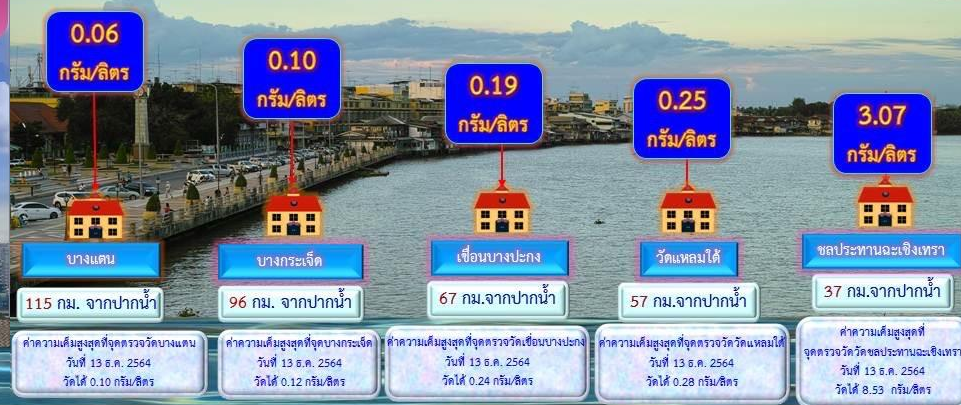 0.06
กรัม/ลิตร
0.10
กรัม/ลิตร
0.19
กรัม/ลิตร
0.25
กรัม/ลิตร
3.07
กรัม/ลิตร
บางแตน
บางกระเจ็ด
เขื่อนบางปะกง
วัดแหลมใต้
ชลประทานฉะเชิงเทรา
115 กม. จากปากน้ำ
96 กม. จากปากน้ำ
67 กม.จากปากน้ำ
57 กม.จากปากน้ำ
37 กม.จากปากน้ำ
ค่าความเค็มสูงสุดที่จุดตรวจวัดบางแตน
วันที่ 13 ธ.ค. 2564
วัดได้ 0.10 กรัม/ลิตร
ค่าความเค็มสูงสุดที่จุดบางกระเจ็ด
วันที่ 13 ธ.ค. 2564
วัดได้ 0.12 กรัม/ลิตร
ค่าความเค็มสูงสุดที่จุดตรวจวัดเขื่อนบางปะกง
วันที่ 13 ธ.ค. 2564
วัดได้ 0.24 กรัม/ลิตร
ค่าความเค็มสูงสุดที่จุดตรวจวัดวัดแหลมใต้
วันที่ 13 ธ.ค. 2564
วัดได้ 0.28 กรัม/ลิตร
ค่าความเค็มสูงสุดที่
จุดตรวจวัดวัดชลประทานฉะเชิงเทรา
วันที่ 13 ธ.ค. 2564
วัดได้ 8.53 กรัม/ลิตร